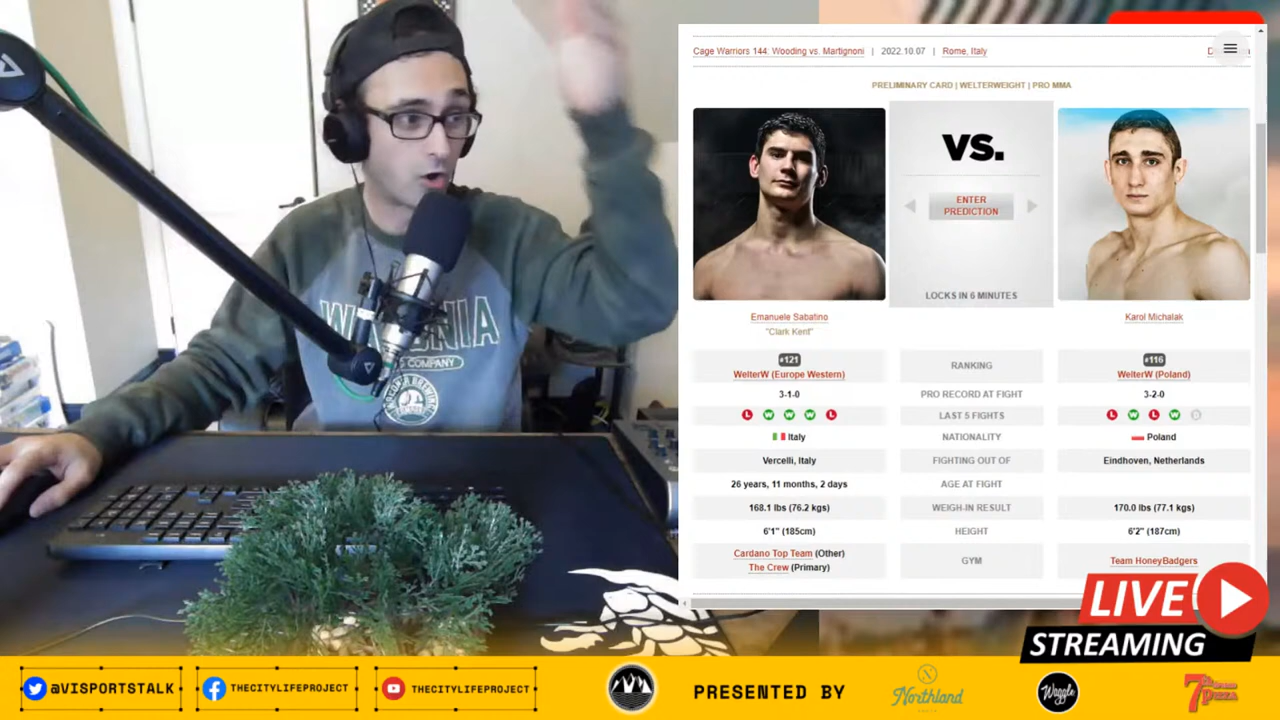 Cage Warriors 144: Wooding vs. Martignoni | 2022.10.07 | Rome, Italy
PRELIMINARY CARD | WELTERWEIGHT | PRO MMA
VS.
ENTER
PREDICTION
LOCKS IN 6 MINUTES
Emanuele Sabatino
Karol Michalak
"Clark Kent"
#121
#116
WelterW (Europe Western)
RANKING
WelterW (Poland)
3-1-0
PRO RECORD AT FIGHT
3-2-0
L W W W L
LAST 5 FIGHTS
L W L W
Italy
NATIONALITY
Poland
Vercelli, Italy
FIGHTING OUT OF
Eindhoven, Netherlands
26 years, 11 months, 2 days
AGE AT FIGHT
168.1 lbs (76.2 kgs)
WEIGH-IN RESULT
170.0 lbs (77.1 kgs)
6'1" (185cm)
HEIGHT
6'2" (187cm)
Cardano Top Team (Other)
The Crew (Primary)
GYM
Team HoneyBadgers
LIVE
STREAMING
@VISPORTSTALK
THECITYLIFEPROJECT
THECITYLIFEPROJECT
PRESENTED BY
Northland
Waggle